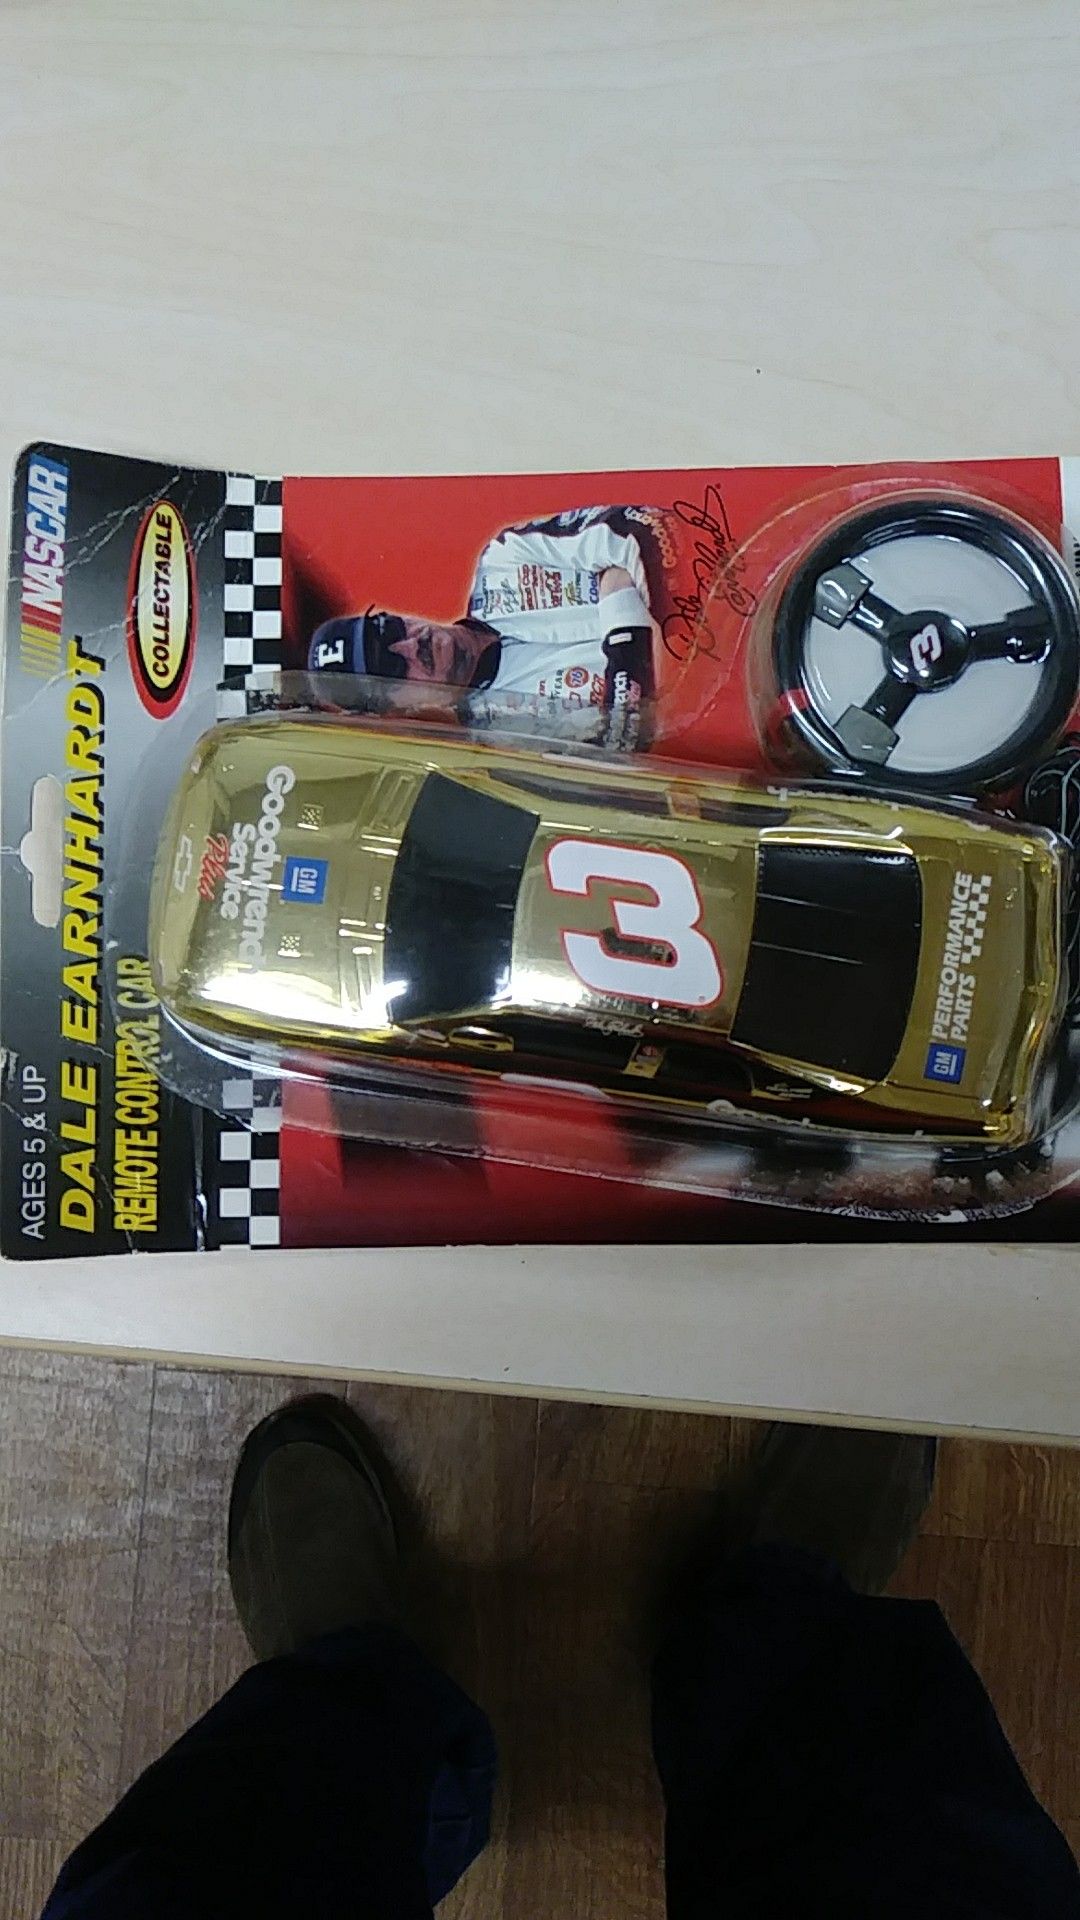 AGES 5 & UP
NASCAR
DALE EARNHARDT
REMOTE CONTROL CAR
COLLECTABLE
E
76
3
Goodwrench
Service
Plus
GM
3
GM PERFORMANCE
PARTS